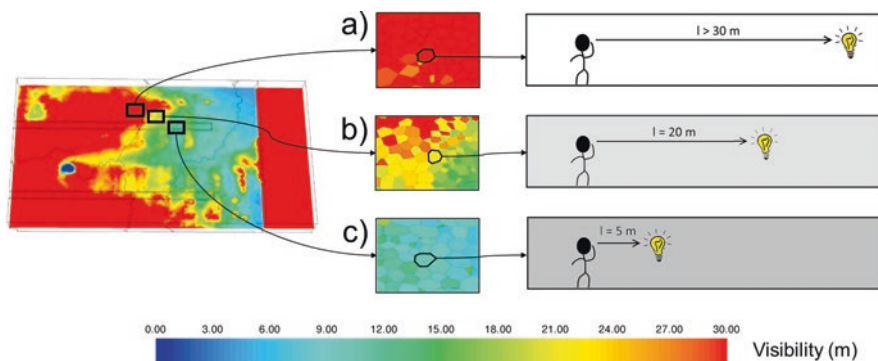 a)
l > 30 m
b)
l = 20 m
c)
l = 5 m
0.00 3.00 6.00 9.00 12.00 15.00 18.00 21.00 24.00 27.00 30.00
Visibility (m)